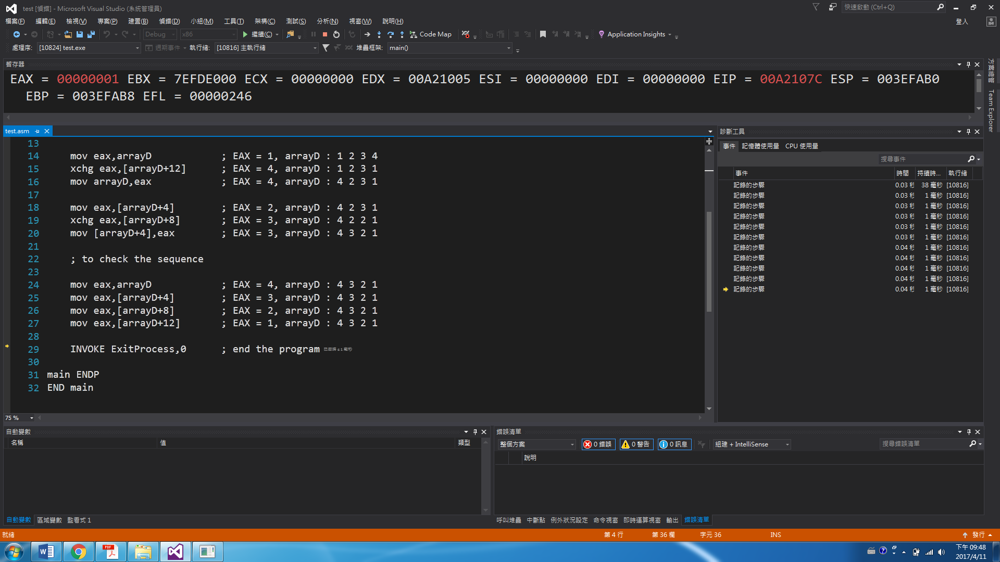 test [偵錯] - Microsoft Visual Studio (系統管理員)
快速啟動 (Ctrl+Q)
檔案(F) 編輯(E) 檢視(V) 專案(P) 建置(B) 偵錯(D) 小組(M) 工具(T) 架構(C) 測試(S) 分析(N) 視窗(W) 說明(H)
登入
Debug x86 繼續(C) Code Map Application Insights
處理序: [10824] test.exe 週期事件 執行緒: [10816] 主執行緒 堆疊框架: main()
暫存器
EAX = 00000001 EBX = 7EFDE000 ECX = 00000000 EDX = 00A21005 ESI = 00000000 EDI = 00000000 EIP = 00A2107C ESP = 003EFAB0
EBP = 003EFAB8 EFL = 00000246
方案總管
Team Explorer
test.asm
13
14 mov eax,arrayD ; EAX = 1, arrayD : 1 2 3 4
15 xchg eax,[arrayD+12] ; EAX = 4, arrayD : 1 2 3 1
16 mov arrayD,eax ; EAX = 4, arrayD : 4 2 3 1
17
18 mov eax,[arrayD+4] ; EAX = 2, arrayD : 4 2 3 1
19 xchg eax,[arrayD+8] ; EAX = 3, arrayD : 4 2 2 1
20 mov [arrayD+4],eax ; EAX = 3, arrayD : 4 3 2 1
21
22 ; to check the sequence
23
24 mov eax,arrayD ; EAX = 4, arrayD : 4 3 2 1
25 mov eax,[arrayD+4] ; EAX = 3, arrayD : 4 3 2 1
26 mov eax,[arrayD+8] ; EAX = 2, arrayD : 4 3 2 1
27 mov eax,[arrayD+12] ; EAX = 1, arrayD : 4 3 2 1
28
29 INVOKE ExitProcess,0 ; end the program
30
31 main ENDP
32 END main
75 %
診斷工具
事件 記憶體使用量 CPU 使用量
搜尋事件
事件 時間 持續時... 執行緒
記錄的步驟 0.03 秒 38 毫秒 [10816]
記錄的步驟 0.03 秒 1 毫秒 [10816]
記錄的步驟 0.03 秒 1 毫秒 [10816]
記錄的步驟 0.03 秒 1 毫秒 [10816]
記錄的步驟 0.03 秒 1 毫秒 [10816]
記錄的步驟 0.03 秒 1 毫秒 [10816]
記錄的步驟 0.04 秒 1 毫秒 [10816]
記錄的步驟 0.04 秒 1 毫秒 [10816]
記錄的步驟 0.04 秒 1 毫秒 [10816]
記錄的步驟 0.04 秒 1 毫秒 [10816]
記錄的步驟 0.04 秒 1 毫秒 [10816]
自動變數
名稱 值 類型
自動變數 區域變數 監看式 1
錯誤清單
整個方案 0 錯誤 0 警告 0 訊息 組建 + IntelliSense 搜尋錯誤清單
說明
呼叫堆疊 中斷點 例外狀況設定 命令視窗 即時運算視窗 輸出 錯誤清單
就緒 第 4 行 第 36 欄 字元 36 INS 發行
下午 09:48
2017/4/11